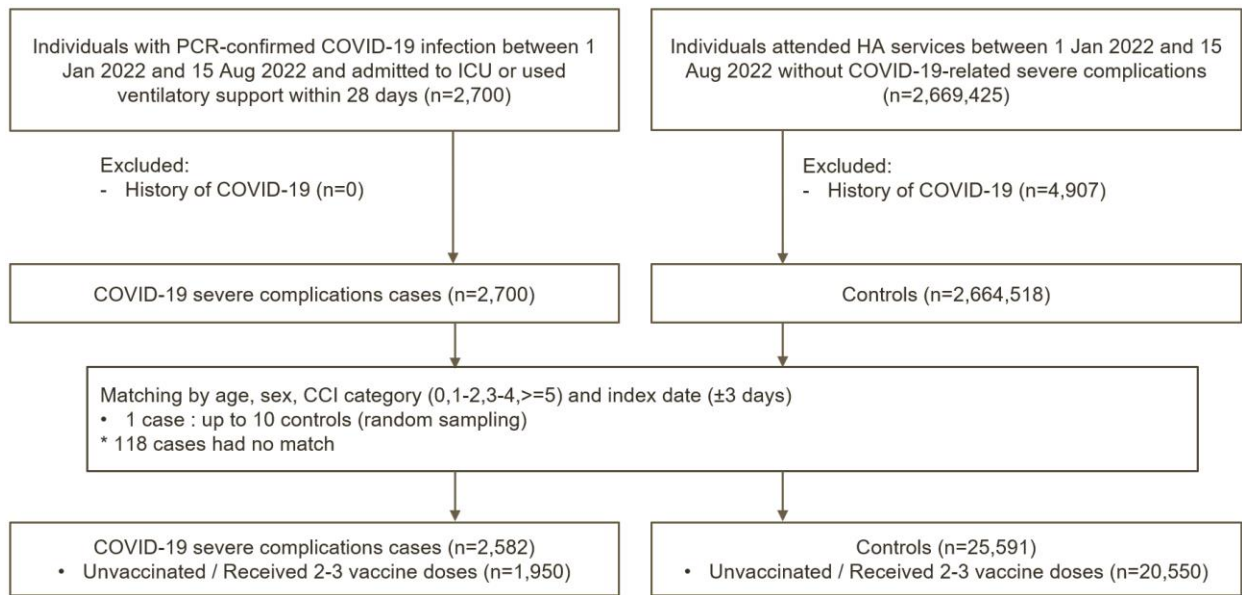 Individuals with PCR-confirmed COVID-19 infection between 1
Jan 2022 and 15 Aug 2022 and admitted to ICU or used
ventilatory support within 28 days (n=2,700)
Individuals attended HA services between 1 Jan 2022 and 15
Aug 2022 without COVID-19-related severe complications
(n=2,669,425)
Excluded:
- History of COVID-19 (n=0)
Excluded:
- History of COVID-19 (n=4,907)
COVID-19 severe complications cases (n=2,700)
Controls (n=2,664,518)
Matching by age, sex, CCI category (0,1-2,3-4,>=5) and index date (±3 days)
• 1 case : up to 10 controls (random sampling)
* 118 cases had no match
COVID-19 severe complications cases (n=2,582)
• Unvaccinated / Received 2-3 vaccine doses (n=1,950)
Controls (n=25,591)
• Unvaccinated / Received 2-3 vaccine doses (n=20,550)